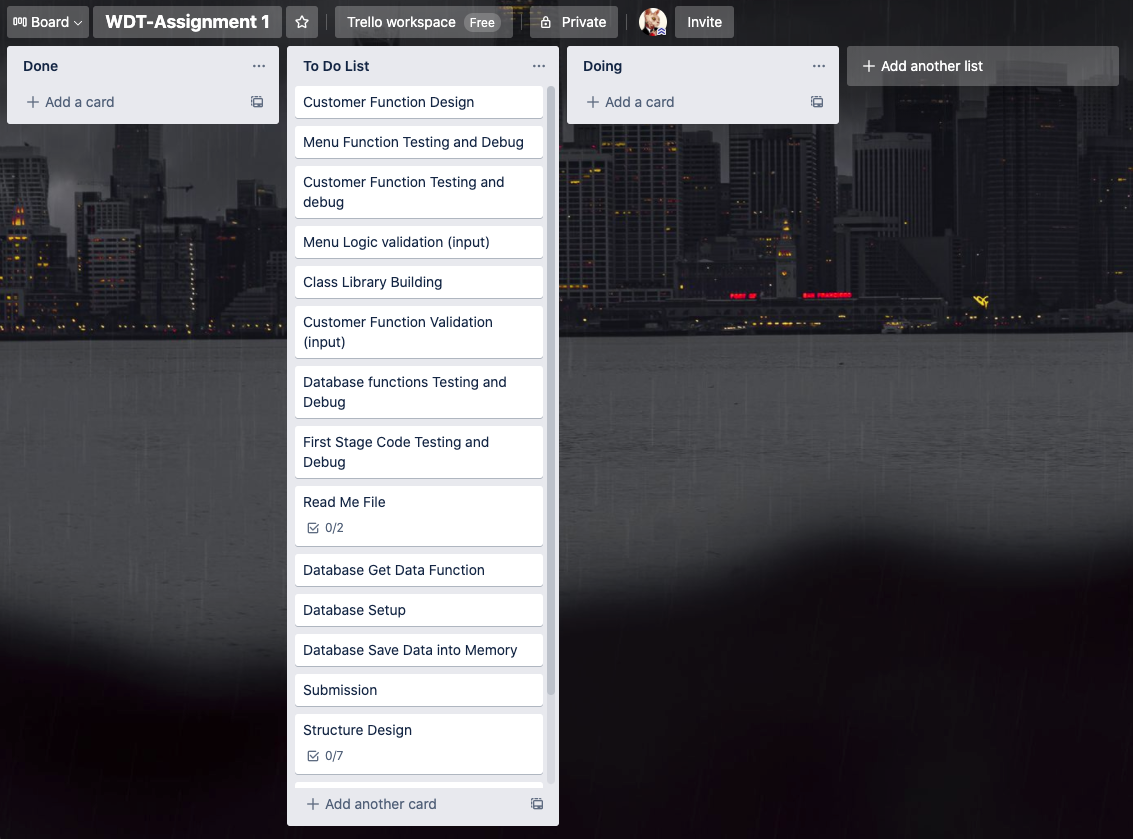 Board
WDT-Assignment 1
Trello workspace Free
Private
Invite
Done
Add a card
To Do List
Customer Function Design
Menu Function Testing and Debug
Customer Function Testing and
debug
Menu Logic validation (input)
Class Library Building
Customer Function Validation
(input)
Database functions Testing and
Debug
First Stage Code Testing and
Debug
Read Me File
0/2
Database Get Data Function
Database Setup
Database Save Data into Memory
Submission
Structure Design
0/7
Add another card
Doing
Add a card
Add another list
PORT OF SAN FRANCISCO